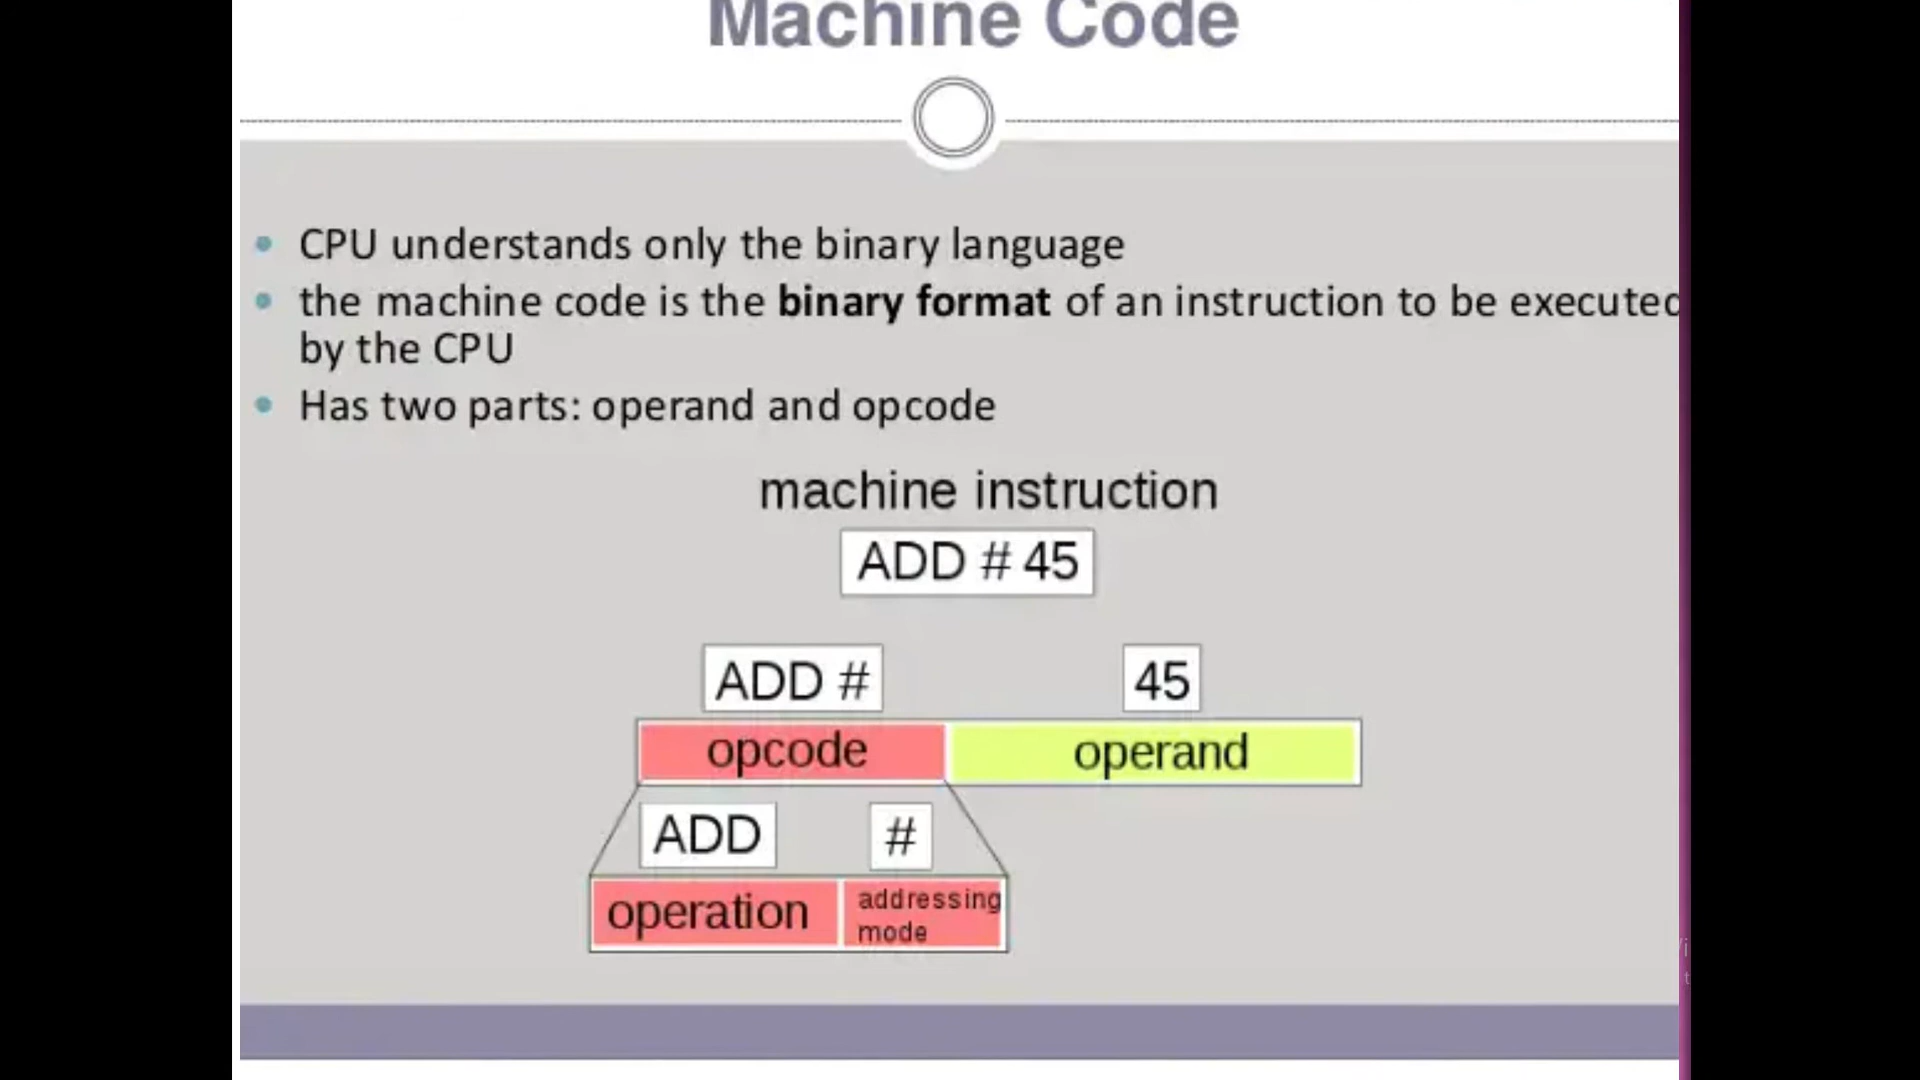 Machine Code
• CPU understands only the binary language
• the machine code is the binary format of an instruction to be executed
by the CPU
• Has two parts: operand and opcode
machine instruction
ADD # 45
ADD # 45
opcode operand
ADD #
operation addressing
mode